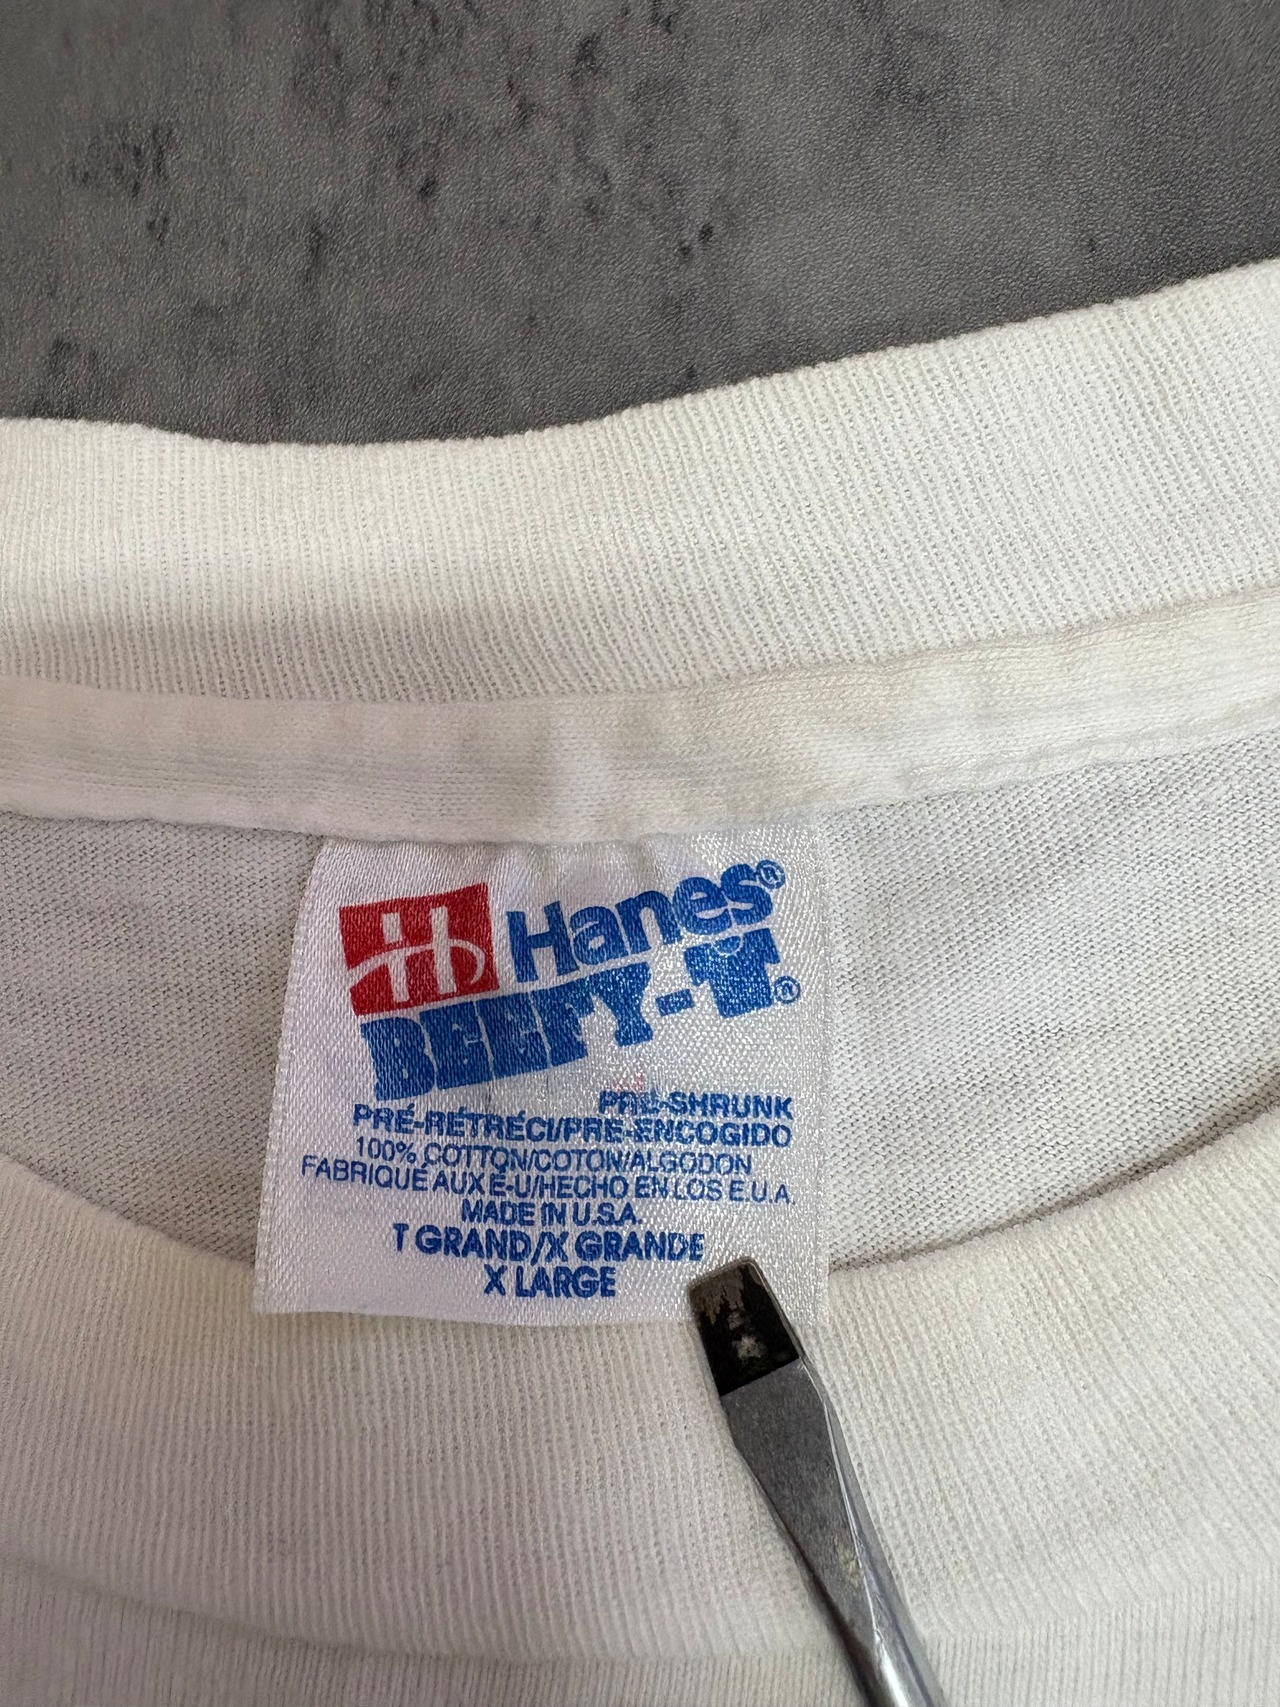 Hanes®
BEEFY-T®
PRE-SHRUNK
PRÉ-RÉTRÉCI/PRE-ENCOGIDO
100% COTTON/COTON/ALGODON
FABRIQUÉ AUX É-U/HECHO EN LOS E.U.A.
MADE IN U.S.A.
T GRAND/X GRANDE
X LARGE